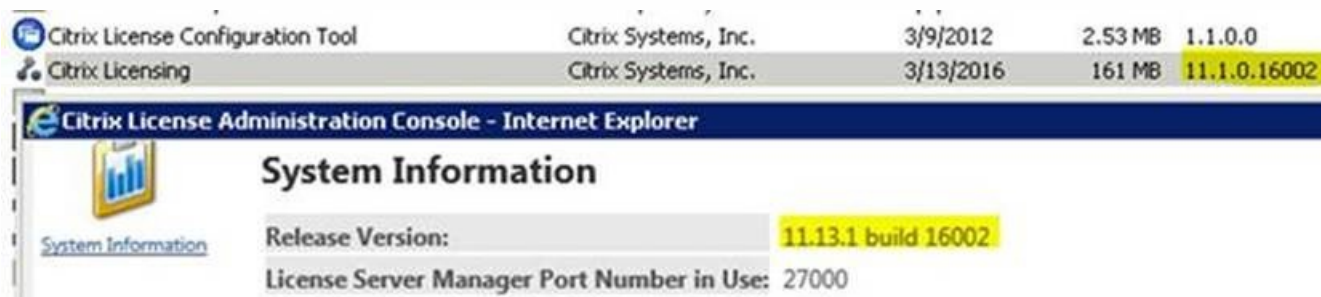 Citrix License Configuration Tool Citrix Systems, Inc. 3/9/2012 2.53 MB 1.1.0.0
Citrix Licensing Citrix Systems, Inc. 3/13/2016 161 MB 11.1.0.16002
Citrix License Administration Console - Internet Explorer
System Information
System Information
Release Version: 11.13.1 build 16002
License Server Manager Port Number in Use: 27000